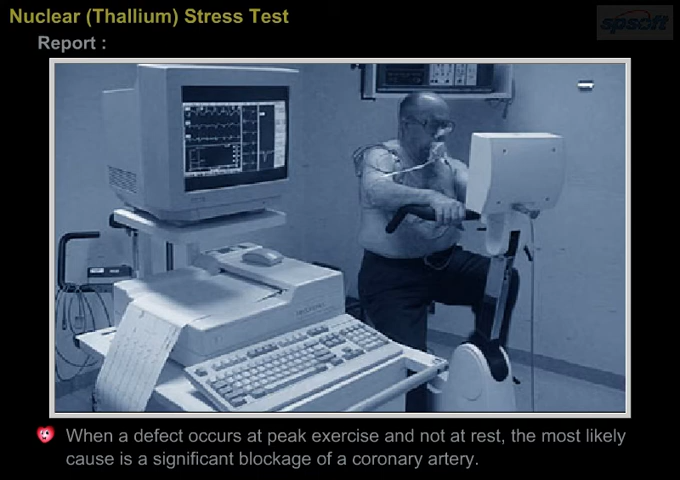 Nuclear (Thallium) Stress Test
spsoft
Report :
When a defect occurs at peak exercise and not at rest, the most likely
cause is a significant blockage of a coronary artery.